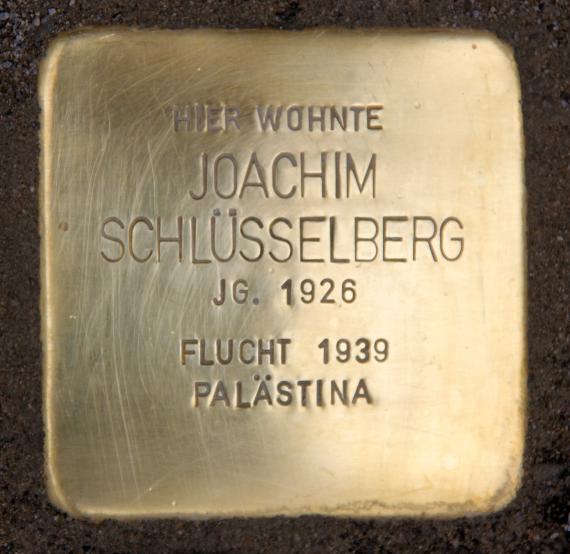 HIER WOHNTE
JOACHIM
SCHLÜSSELBERG
JG. 1926
FLUCHT 1939
PALÄSTINA